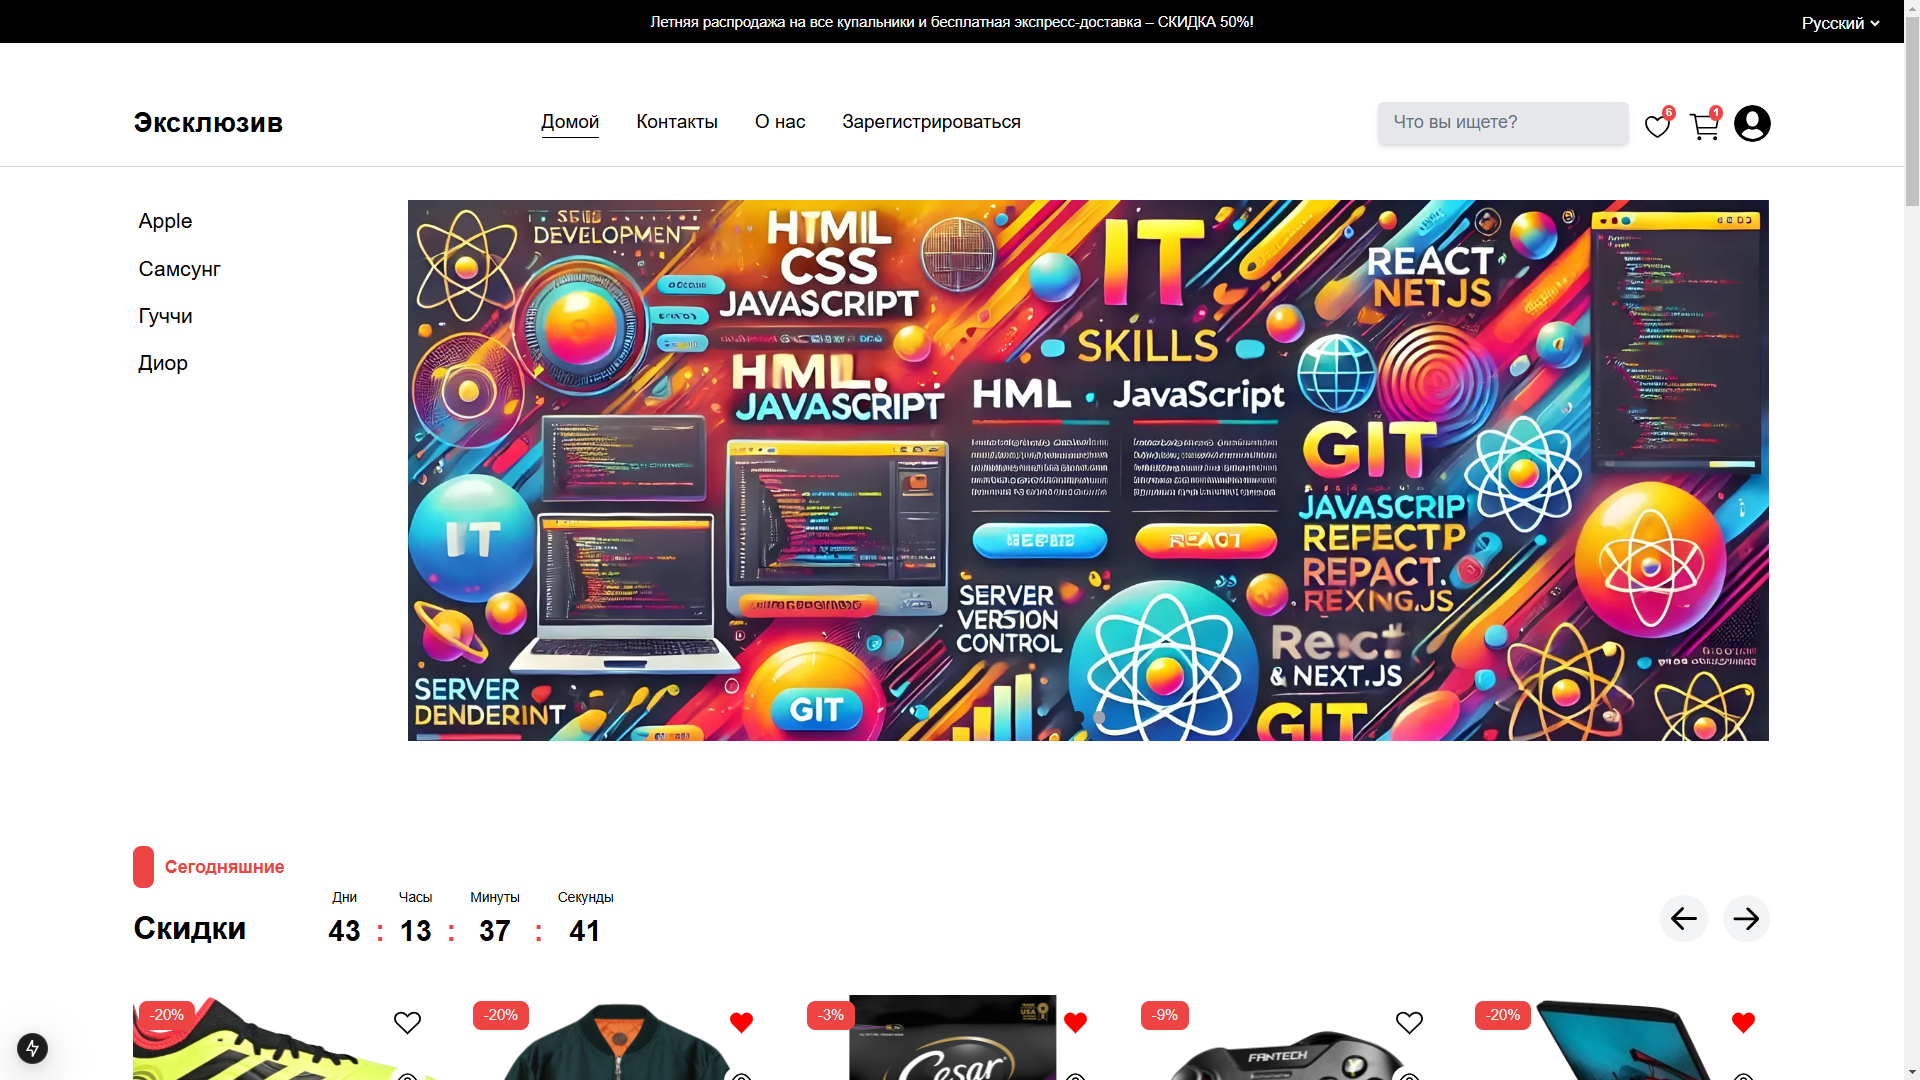 Летняя распродажа на все купальники и бесплатная экспресс-доставка – СКИДКА 50%!
Русский
Эксклюзив
Домой
Контакты
О нас
Зарегистрироваться
Что вы ищете?
6
1
Apple
Самсунг
Гуччи
Диор
DEVELOPMENT
HTMIL
CSS
JAVASCRIPT
HML.
JAVASCRIPT
IT
SKILLS
HML · JavaScript
REACT
NETJS
GIT
JAVASCRIP
REFECTP
REPACT.
REXNG.JS
IT
REACT
SERVER
VERSION
CONTROL
& NEXT.JS
GIT
SERVER
DENDERINT
GIT
Сегодняшние
Скидки
Дни
Часы
Минуты
Секунды
43 : 13 : 37 : 41
-20%
-20%
-3%
-9%
-20%
Cesar
FANTECH